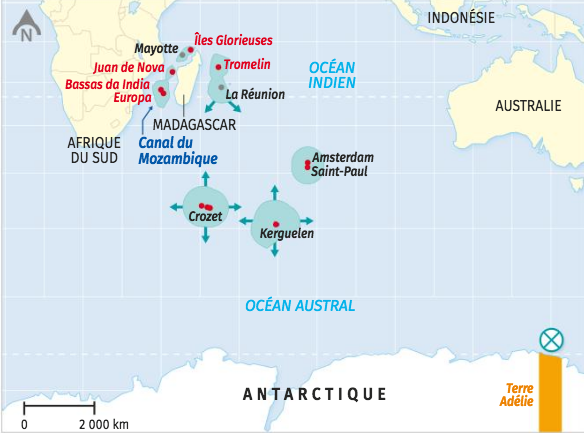 N
INDONÉSIE
Mayotte
Îles Glorieuses
Juan de Nova
Tromelin
OCÉAN
INDIEN
Bassas da India
Europa
La Réunion
AUSTRALIE
MADAGASCAR
AFRIQUE
DU SUD
Canal du
Mozambique
Amsterdam
Saint-Paul
Crozet
Kerguelen
OCÉAN AUSTRAL
ANTARCTIQUE
Terre
Adélie
0 2 000 km